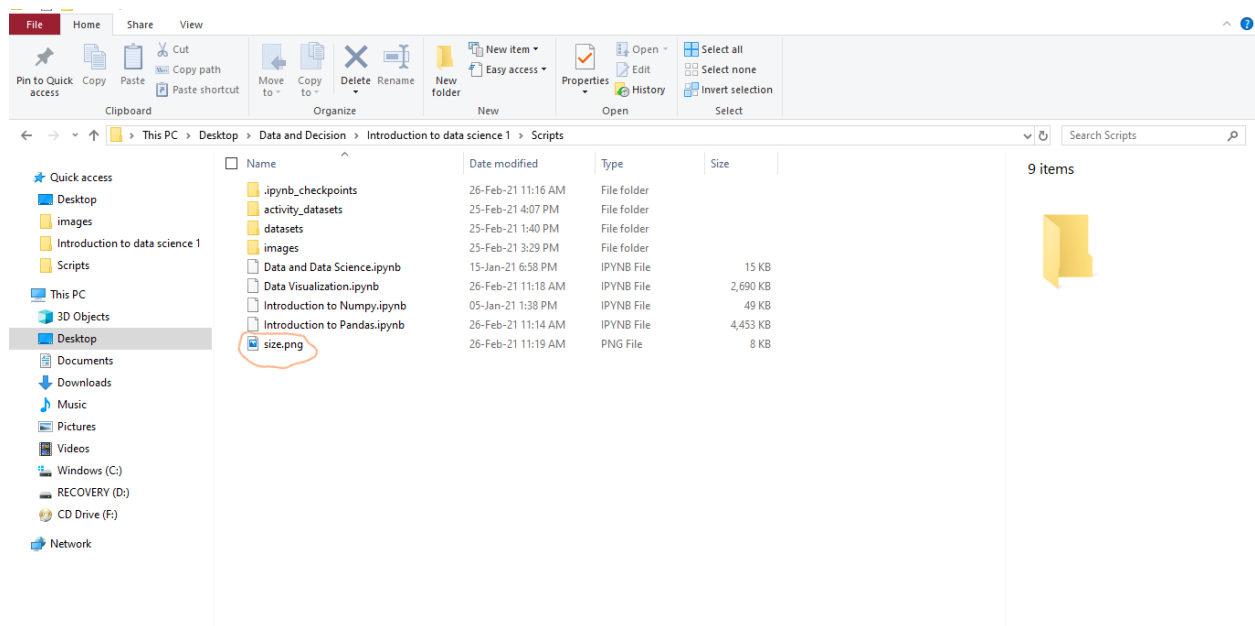 File Home Share View
Pin to Quick access
Copy
Paste
Cut
Copy path
Paste shortcut
Clipboard
Move to
Copy to
Delete
Rename
Organize
New folder
New item
Easy access
New
Properties
Open
Edit
History
Open
Select all
Select none
Invert selection
Select
This PC > Desktop > Data and Decision > Introduction to data science 1 > Scripts
Search Scripts
Quick access
Desktop
images
Introduction to data science 1
Scripts
This PC
3D Objects
Desktop
Documents
Downloads
Music
Pictures
Videos
Windows (C:)
RECOVERY (D:)
CD Drive (F:)
Network
Name Date modified Type Size
.ipynb_checkpoints 26-Feb-21 11:16 AM File folder
activity_datasets 25-Feb-21 4:07 PM File folder
datasets 25-Feb-21 1:40 PM File folder
images 25-Feb-21 3:29 PM File folder
Data and Data Science.ipynb 15-Jan-21 6:58 PM IPYNB File 15 KB
Data Visualization.ipynb 26-Feb-21 11:18 AM IPYNB File 2,690 KB
Introduction to Numpy.ipynb 05-Jan-21 1:38 PM IPYNB File 49 KB
Introduction to Pandas.ipynb 26-Feb-21 11:14 AM IPYNB File 4,453 KB
size.png 26-Feb-21 11:19 AM PNG File 8 KB
9 items